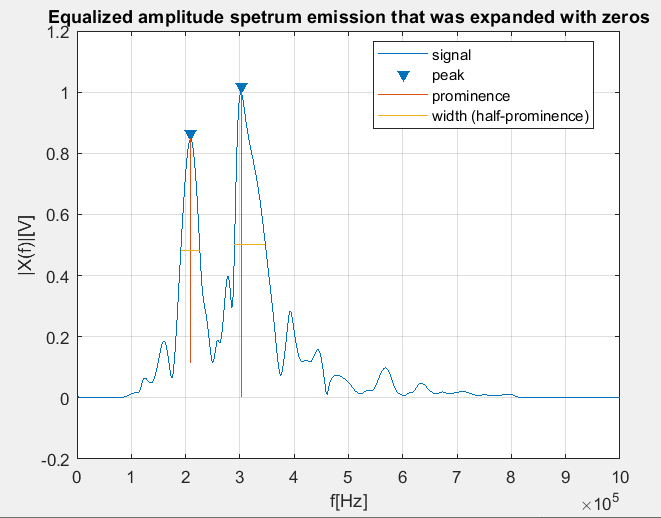 Equalized amplitude spetrum emission that was expanded with zeros
1.2
1
0.8
0.6
0.4
0.2
0
-0.2
|X(f)|[V]
signal
peak
prominence
width (half-prominence)
0 1 2 3 4 5 6 7 8 9 10
f[Hz]
×10⁵